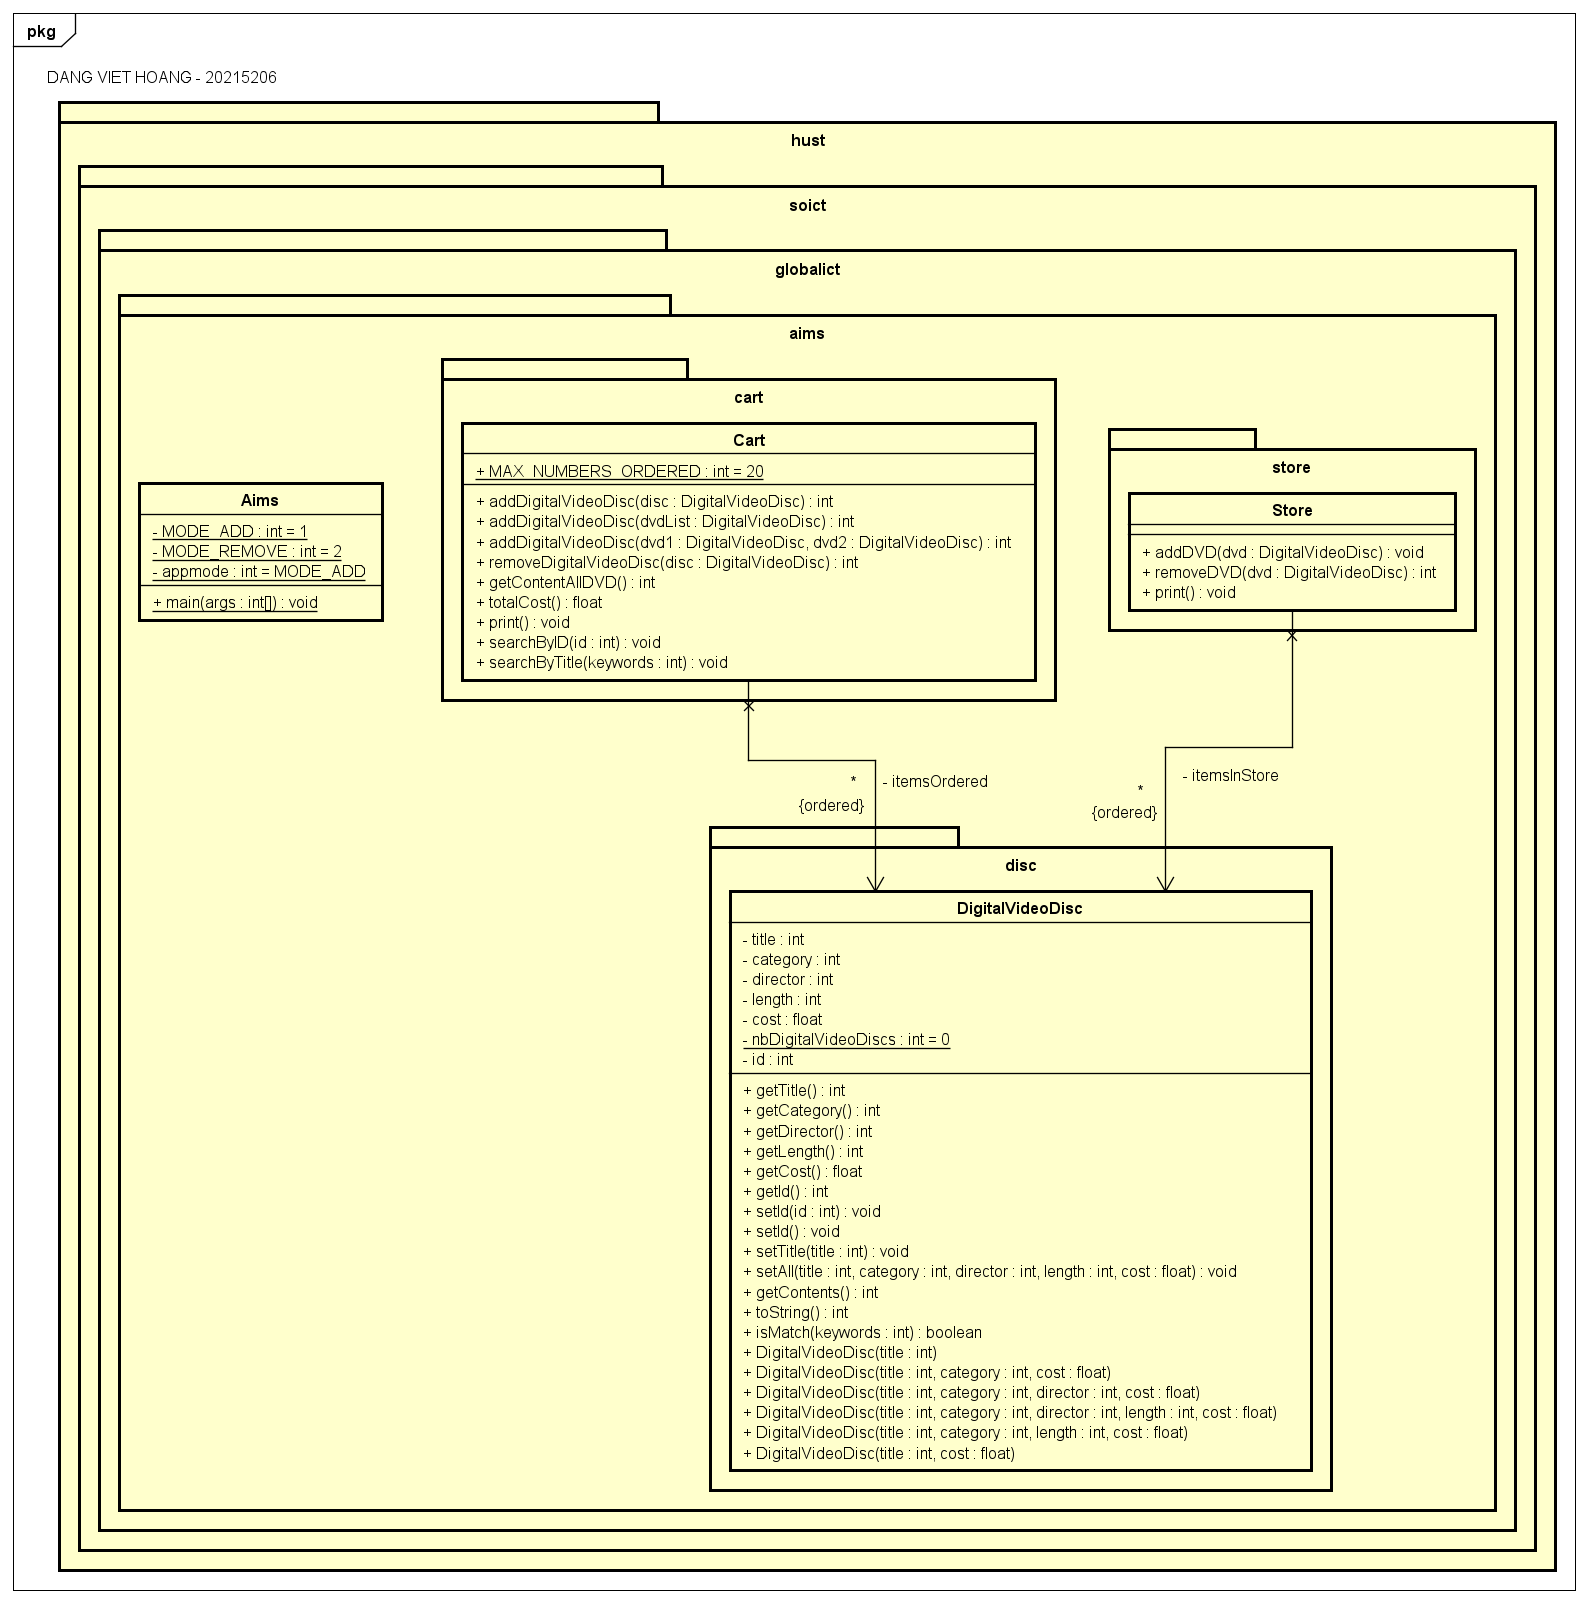 pkg
DANG VIET HOANG - 20215206
hust
soict
globalict
aims
cart
Cart
+ MAX_NUMBERS_ORDERED : int = 20
+ addDigitalVideoDisc(disc : DigitalVideoDisc) : int
+ addDigitalVideoDisc(dvdList : DigitalVideoDisc) : int
+ addDigitalVideoDisc(dvd1 : DigitalVideoDisc, dvd2 : DigitalVideoDisc) : int
+ removeDigitalVideoDisc(disc : DigitalVideoDisc) : int
+ getContentAllDVD() : int
+ totalCost() : float
+ print() : void
+ searchByID(id : int) : void
+ searchByTitle(keywords : int) : void
store
Store
+ addDVD(dvd : DigitalVideoDisc) : void
+ removeDVD(dvd : DigitalVideoDisc) : int
+ print() : void
Aims
- MODE_ADD : int = 1
- MODE_REMOVE : int = 2
- appmode : int = MODE_ADD
+ main(args : int[]) : void
*
- itemsOrdered
{ordered}
- itemsInStore
*
{ordered}
disc
DigitalVideoDisc
- title : int
- category : int
- director : int
- length : int
- cost : float
- nbDigitalVideoDiscs : int = 0
- id : int
+ getTitle() : int
+ getCategory() : int
+ getDirector() : int
+ getLength() : int
+ getCost() : float
+ getId() : int
+ setId(id : int) : void
+ setId() : void
+ setTitle(title : int) : void
+ setAll(title : int, category : int, director : int, length : int, cost : float) : void
+ getContents() : int
+ toString() : int
+ isMatch(keywords : int) : boolean
+ DigitalVideoDisc(title : int)
+ DigitalVideoDisc(title : int, category : int, cost : float)
+ DigitalVideoDisc(title : int, category : int, director : int, cost : float)
+ DigitalVideoDisc(title : int, category : int, director : int, length : int, cost : float)
+ DigitalVideoDisc(title : int, category : int, length : int, cost : float)
+ DigitalVideoDisc(title : int, cost : float)